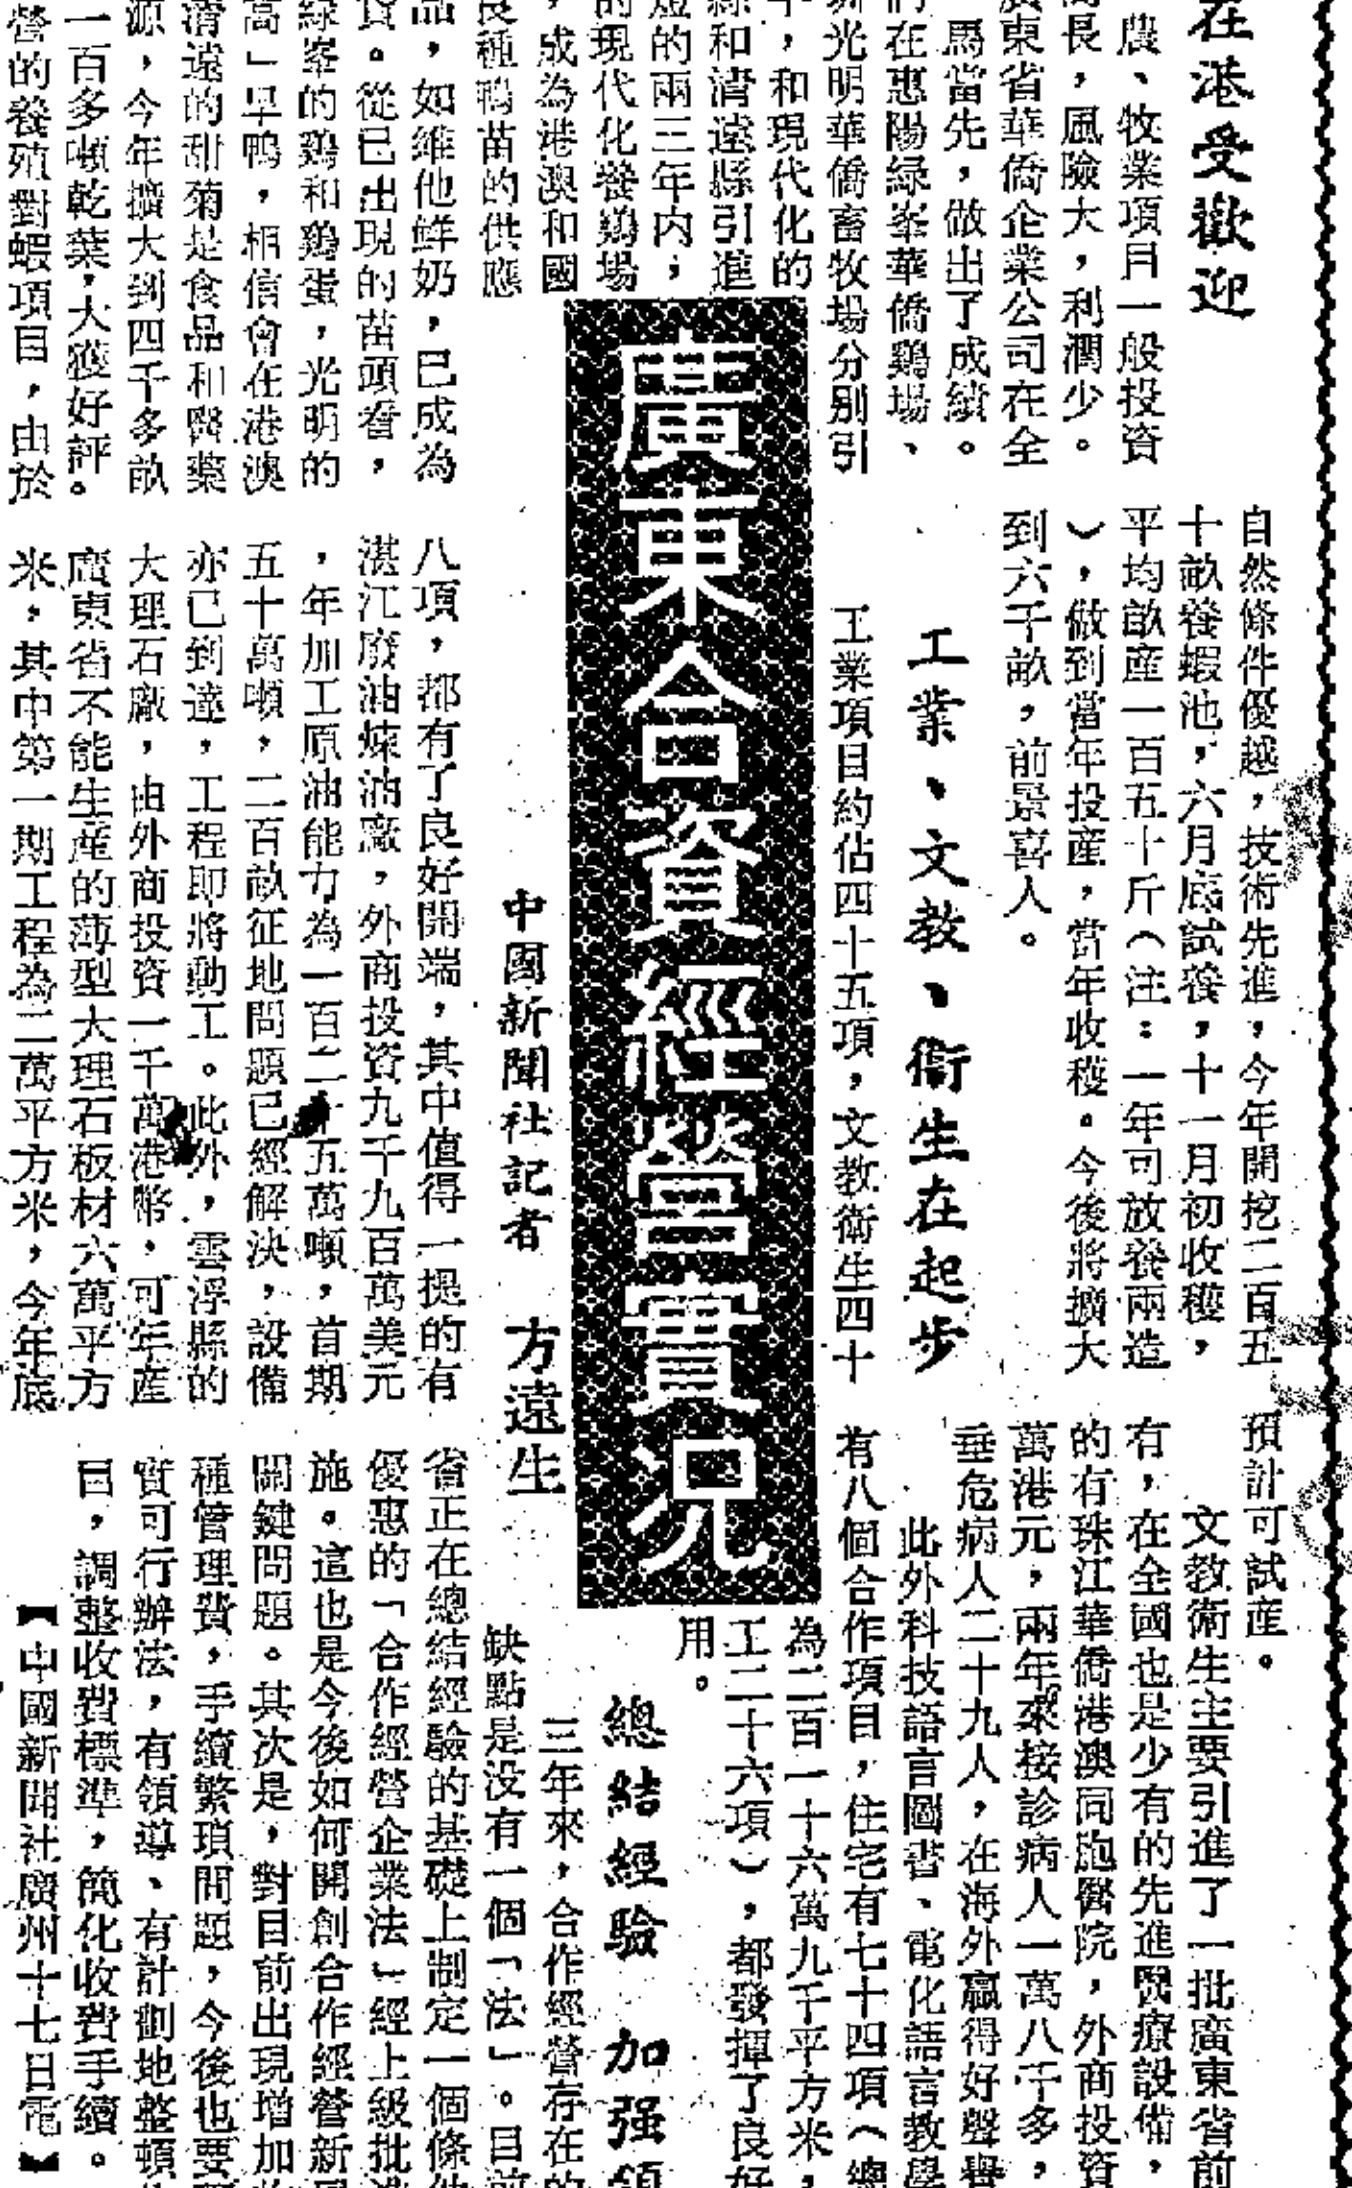 在港受歡迎
農、牧業項目一般投資
長，風險大，利潤少。
廣東省華僑企業公司在全
馬當先，做出了成績。
們在惠陽綠峯華僑鷄場、
圳光明華僑畜牧場分別引
，和現代化的
和清遠縣引進
的兩三年内，
的現代化養鷄場
，成為港澳和國
良種鴨苗的供應
品，如維他鮮奶，已成為
貨。從已出現的苗頭看，
綠峯的鷄和鷄蛋，光明的
」旱鴨，相信會在港澳
清遠的甜菊是食品和醫藥
源，今年擴大到四千多畝
一百多噸乾葉，大獲好評。
營的養殖對蝦項目，由於
廣東合資經營實況
中國新聞社記者　方遠生
自然條件優越，技術先進，今年開挖二百五
十畝養蝦池，六月底試養，十一月初收穫，
平均畝産一百五十斤（注：一年可放養兩造
），做到當年投産，當年收穫。今後將擴大
到六千畝，前景喜人。
工業、文教、衞生在起步
工業項目約佔四十五項，文教衞生四十
八項，都有了良好開端，其中值得一提的有
湛江廢油煉油廠，外商投資九千九百萬美元
，年加工原油能力為一百二十五萬噸，首期
五十萬噸，二百畝征地問題已經解決，設備
亦已到達，工程即將動工。此外，雲浮縣的
大理石廠，由外商投資一千萬港幣，可年産
廣東省不能生産的薄型大理石板材六萬平方
米，其中第一期工程為二萬平方米，今年底
預計可試産。
文教衞生主要引進了一批廣東省前
有，在全國也是少有的先進醫療設備，
的有珠江華僑港澳同胞醫院，外商投資
萬港元，兩年來接診病人一萬八千多，
垂危病人二十九人，在海外贏得好聲譽
此外科技語言圖書、電化語言教學
有八個合作項目，住宅有七十四項（總
為二百一十六萬九千平方米，
工二十六項），都發揮了良好
用。
總結經驗　加强領
三年來，合作經營存在的
缺點是没有一個「法」。目前
省正在總結經驗的基礎上制定一個條
優惠的「合作經營企業法」經上級批
施。這也是今後如何開創合作經營新
關鍵問題。其次是，對目前出現增加
種管理費，手續繁瑣問題，今後也要
實可行辦法，有領導、有計劃地整頓
目，調整收費標準，簡化收費手續。
【中國新聞社廣州十七日電】